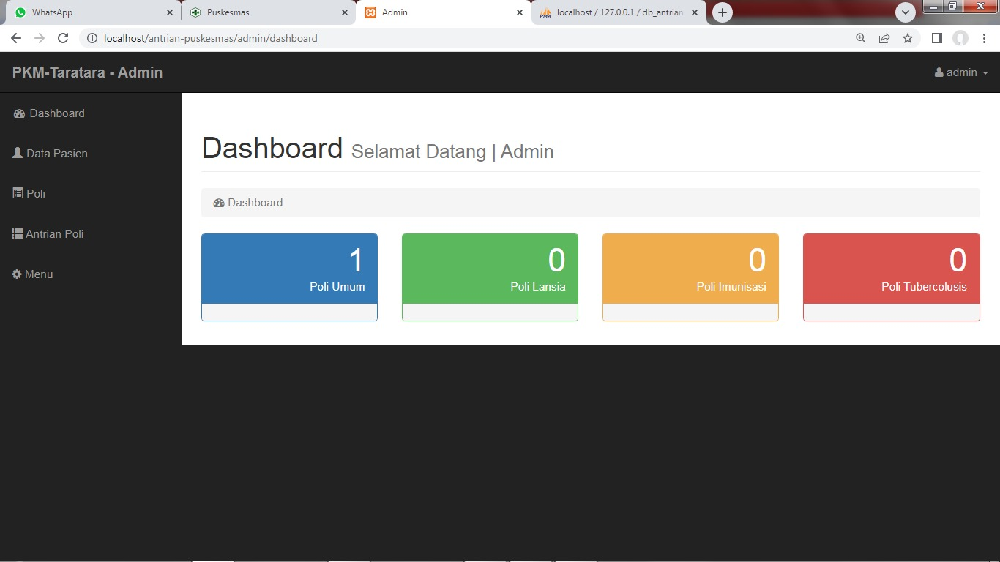 WhatsApp
Puskesmas
Admin
PMA
localhost / 127.0.0.1 / db_antrian
localhost/antrian-puskesmas/admin/dashboard
PKM-Taratara - Admin
admin
Dashboard
Data Pasien
Poli
Antrian Poli
Menu
Dashboard Selamat Datang | Admin
Dashboard
1
Poli Umum
0
Poli Lansia
0
Poli Imunisasi
0
Poli Tubercolusis